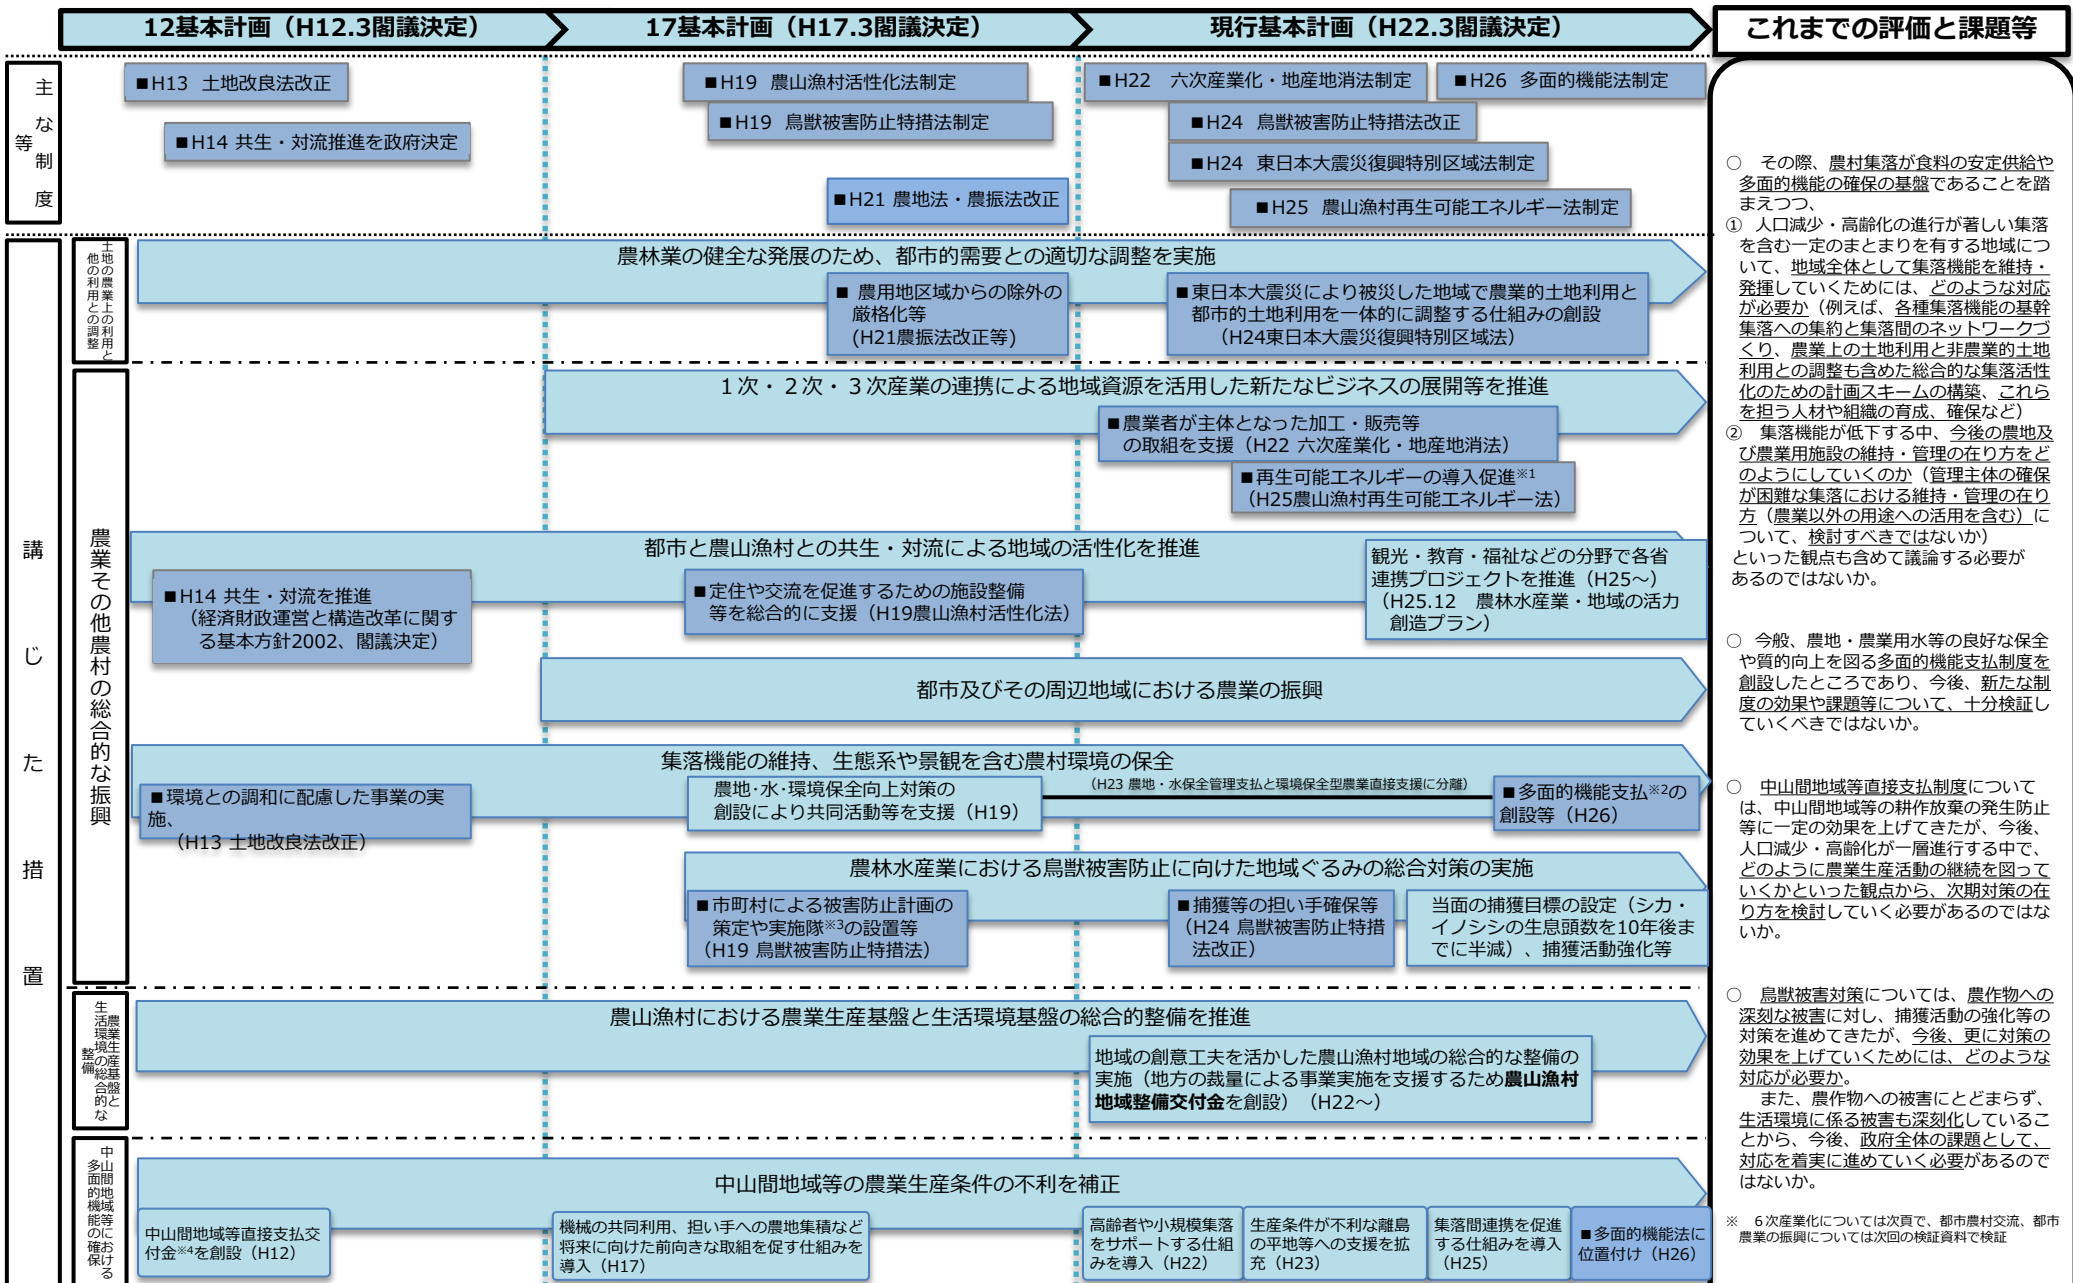 12基本計画（H12.3閣議決定）
17基本計画（H17.3閣議決定）
現行基本計画（H22.3閣議決定）
これまでの評価と課題等
主な制度等
■H13 土地改良法改正
■H14 共生・対流推進を政府決定
■H19 農山漁村活性化法制定
■H19 鳥獣被害防止特措法制定
■H21 農地法・農振法改正
■H22 六次産業化・地産地消法制定
■H26 多面的機能法制定
■H24 鳥獣被害防止特措法改正
■H24 東日本大震災復興特別区域法制定
■H25 農山漁村再生可能エネルギー法制定
講じた措置
土地の農業上の利用と
他の利用との調整
農林業の健全な発展のため、都市的需要との適切な調整を実施
■ 農用地区域からの除外の
厳格化等
(H21農振法改正等)
■東日本大震災により被災した地域で農業的土地利用と
都市的土地利用を一体的に調整する仕組みの創設
（H24東日本大震災復興特別区域法）
農業その他農村の総合的な振興
１次・２次・３次産業の連携による地域資源を活用した新たなビジネスの展開等を推進
■農業者が主体となった加工・販売等
の取組を支援（H22 六次産業化・地産地消法）
■再生可能エネルギーの導入促進※1
（H25農山漁村再生可能エネルギー法）
都市と農山漁村との共生・対流による地域の活性化を推進
■H14 共生・対流を推進
（経済財政運営と構造改革に関す
る基本方針2002、閣議決定）
■定住や交流を促進するための施設整備
等を総合的に支援（H19農山漁村活性化法）
観光・教育・福祉などの分野で各省
連携プロジェクトを推進（H25～）
（H25.12 農林水産業・地域の活力
創造プラン）
都市及びその周辺地域における農業の振興
集落機能の維持、生態系や景観を含む農村環境の保全
■環境との調和に配慮した事業の実
施、
（H13 土地改良法改正）
農地･水･環境保全向上対策の
創設により共同活動等を支援（H19）
（H23 農地・水保全管理支払と環境保全型農業直接支援に分離）
■多面的機能支払※2の
創設等（H26）
農林水産業における鳥獣被害防止に向けた地域ぐるみの総合対策の実施
■市町村による被害防止計画の
策定や実施隊※3の設置等
（H19 鳥獣被害防止特措法）
■捕獲等の担い手確保等
（H24 鳥獣被害防止特措
法改正）
当面の捕獲目標の設定（シカ・
イノシシの生息頭数を10年後ま
でに半減）、捕獲活動強化等
農業生産基盤と
生活環境の総合的な
整備
農山漁村における農業生産基盤と生活環境基盤の総合的整備を推進
地域の創意工夫を活かした農山漁村地域の総合的な整備の
実施（地方の裁量による事業実施を支援するため農山漁村
地域整備交付金を創設）（H22～）
中山間地域等における
多面的機能の確保
中山間地域等の農業生産条件の不利を補正
中山間地域等直接支払交
付金※4を創設（H12）
機械の共同利用、担い手への農地集積など
将来に向けた前向きな取組を促す仕組みを
導入（H17）
高齢者や小規模集落
をサポートする仕組
みを導入（H22）
生産条件が不利な離島
の平地等への支援を拡
充（H23）
集落間連携を促進
する仕組みを導入
（H25）
■多面的機能法に
位置付け（H26）
○ その際、農村集落が食料の安定供給や
多面的機能の確保の基盤であることを踏
まえつつ、
① 人口減少・高齢化の進行が著しい集落
を含む一定のまとまりを有する地域につ
いて、地域全体として集落機能を維持・
発揮していくためには、どのような対応
が必要か（例えば、各種集落機能の基幹
集落への集約と集落間のネットワークづ
くり、農業上の土地利用と非農業的土地
利用との調整も含めた総合的な集落活性
化のための計画スキームの構築、これら
を担う人材や組織の育成、確保など）
② 集落機能が低下する中、今後の農地及
び農業用施設の維持・管理の在り方をど
のようにしていくのか（管理主体の確保
が困難な集落における維持・管理の在り
方（農業以外の用途への活用を含む）に
ついて、検討すべきではないか）
といった観点も含めて議論する必要が
あるのではないか。
○ 今般、農地・農業用水等の良好な保全
や質的向上を図る多面的機能支払制度を
創設したところであり、今後、新たな制
度の効果や課題等について、十分検証し
ていくべきではないか。
○ 中山間地域等直接支払制度について
は、中山間地域等の耕作放棄の発生防止
等に一定の効果を上げてきたが、今後、
人口減少・高齢化が一層進行する中で、
どのように農業生産活動の継続を図って
いくかといった観点から、次期対策の在
り方を検討していく必要があるのではな
いか。
○ 鳥獣被害対策については、農作物への
深刻な被害に対し、捕獲活動の強化等の
対策を進めてきたが、今後、更に対策の
効果を上げていくためには、どのような
対応が必要か。
また、農作物への被害にとどまらず、
生活環境に係る被害も深刻化しているこ
とから、今後、政府全体の課題として、
対応を着実に進めていく必要があるので
はないか。
※ ６次産業化については次頁で、都市農村交流、都市
農業の振興については次回の検証資料で検証